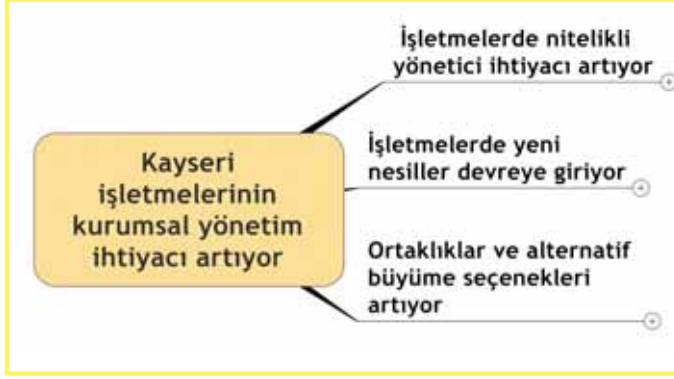 Kayseri
işletmelerinin
kurumsal yönetim
ihtiyacı artıyor
İşletmelerde nitelikli
yönetici ihtiyacı artıyor
İşletmelerde yeni
nesiller devreye giriyor
Ortaklıklar ve alternatif
büyüme seçenekleri
artıyor